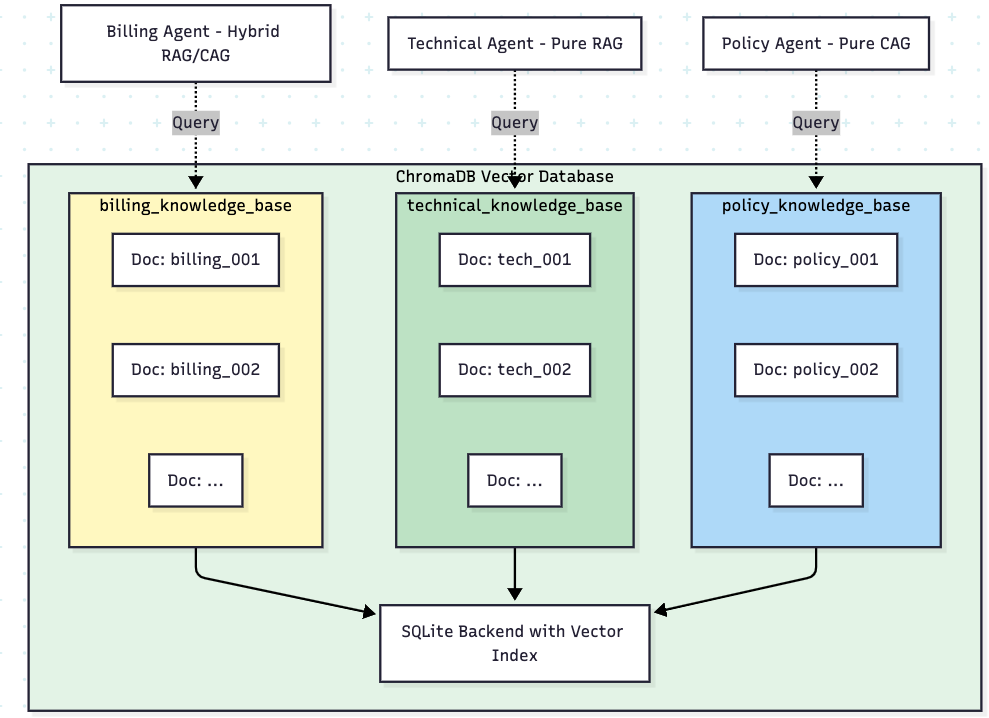 Billing Agent - Hybrid
RAG/CAG
Technical Agent - Pure RAG
Policy Agent - Pure CAG
Query
Query
Query
ChromaDB Vector Database
billing_knowledge_base
technical_knowledge_base
policy_knowledge_base
Doc: billing_001
Doc: tech_001
Doc: policy_001
Doc: billing_002
Doc: tech_002
Doc: policy_002
Doc: ...
Doc: ...
Doc: ...
SQLite Backend with Vector
Index